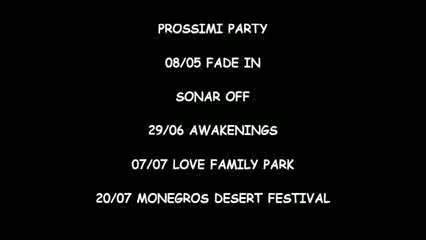 PROSSIMI PARTY
08/05 FADE IN
SONAR OFF
29/06 AWAKENINGS
07/07 LOVE FAMILY PARK
20/07 MONEGROS DESERT FESTIVAL